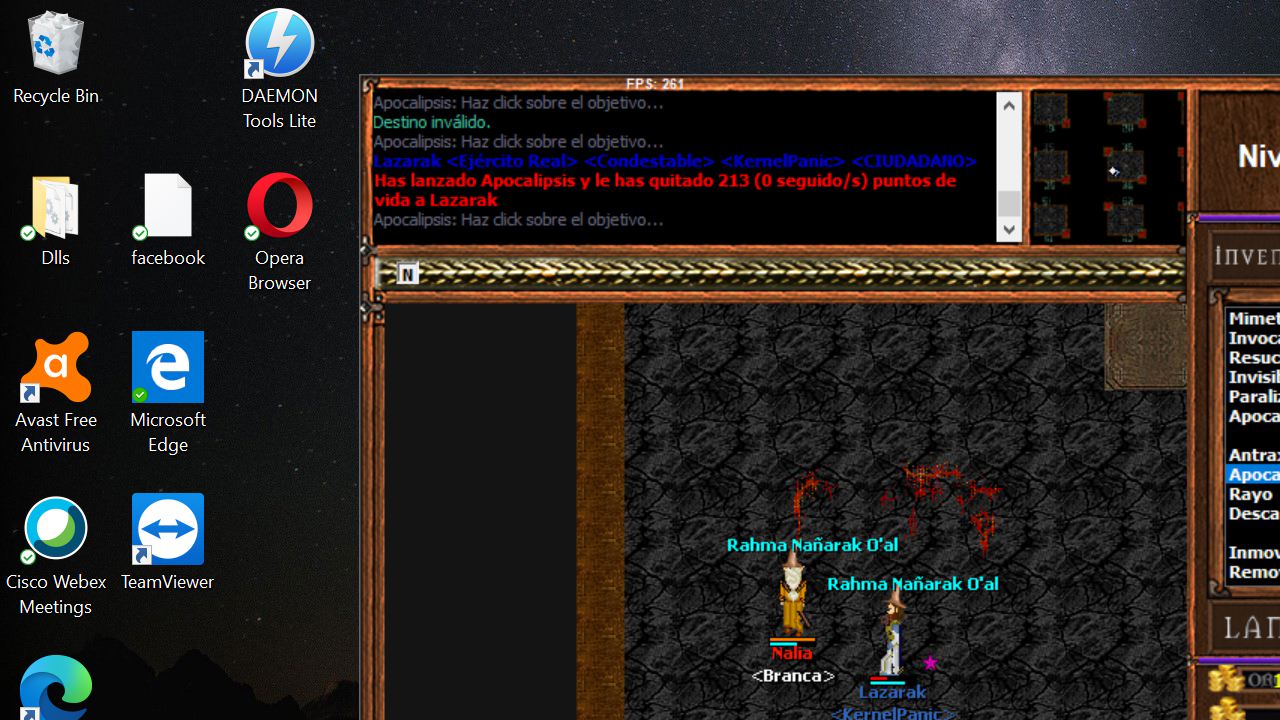 Recycle Bin
DAEMON
Tools Lite
Dlls
facebook
Opera
Browser
Avast Free
Antivirus
Microsoft
Edge
Cisco Webex
Meetings
TeamViewer
FPS: 261
Apocalipsis: Haz click sobre el objetivo...
Destino inválido.
Apocalipsis: Haz click sobre el objetivo...
Lazarak <Ejército Real> <Condestable> <KernelPanic> <CIUDADANO>
Has lanzado Apocalipsis y le has quitado 213 (0 seguido/s) puntos de
vida a Lazarak
Apocalipsis: Haz click sobre el objetivo...
N
Rahma Nañarak O'al
Rahma Nañarak O'al
Nalia
<Branca>
Lazarak
<KernelPanic>
Niv
Inven
Mimet
Invoca
Resuc
Invisib
Paraliz
Apoca
Antrax
Apoca
Rayo
Desca
Inmov
Remo
LAN